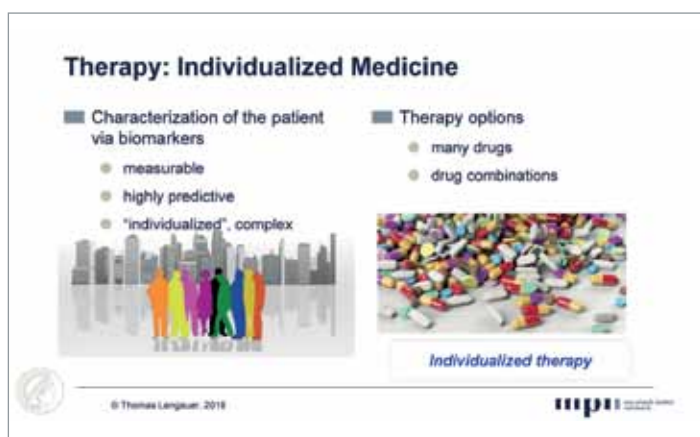 Therapy: Individualized Medicine
Characterization of the patient
via biomarkers
measurable
highly predictive
"individualized", complex
Therapy options
many drugs
drug combinations
Individualized therapy
© Thomas Lengauer, 2018
mpi